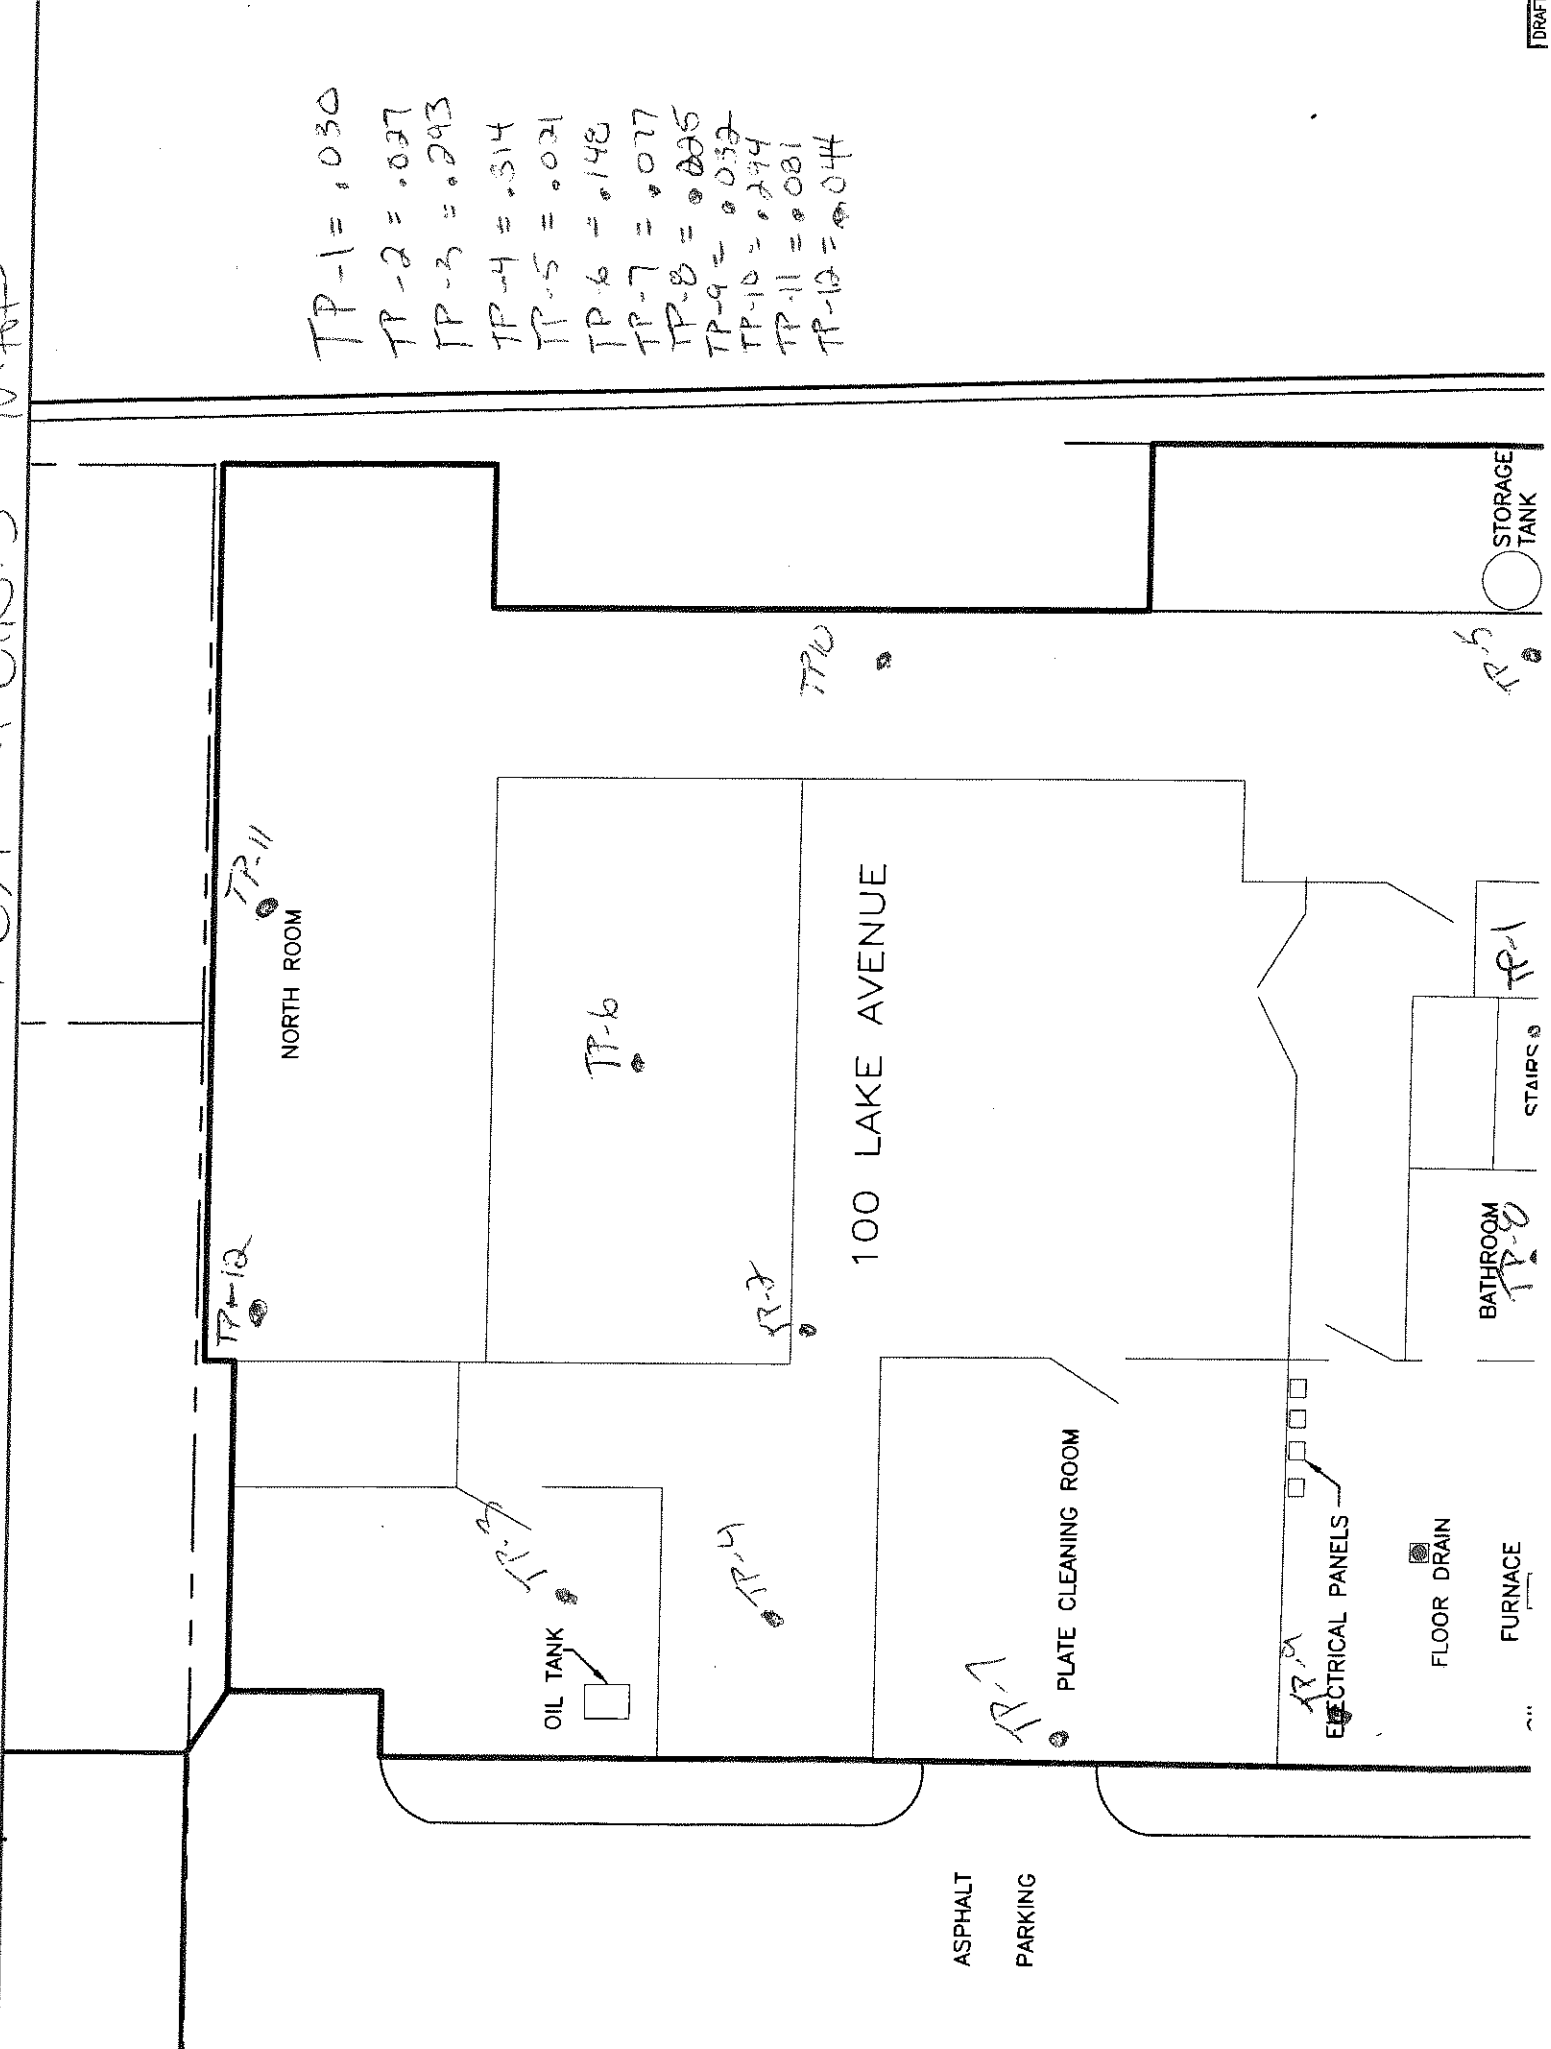 TP-1 = .030
TP-2 = .027
TP-3 = .293
TP-4 = .314
TP-5 = .021
TP-6 = .148
TP-7 = .077
TP-8 = .025
TP-9 = .032
TP-10 = .294
TP-11 = .081
TP-12 = .044
TP-12
TP-11
NORTH ROOM
TP-3
OIL TANK
TP-6
TP-4
TP-2
TP10
100 LAKE AVENUE
TP-7
PLATE CLEANING ROOM
ASPHALT
PARKING
TP-9
ELECTRICAL PANELS
FLOOR DRAIN
FURNACE
BATHROOM
TP-8
STAIRS
TP-1
TP-5
STORAGE
TANK
DRAFT